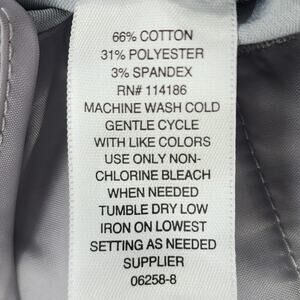 66% COTTON
31% POLYESTER
3% SPANDEX
RN# 114186
MACHINE WASH COLD
GENTLE CYCLE
WITH LIKE COLORS
USE ONLY NON-
CHLORINE BLEACH
WHEN NEEDED
TUMBLE DRY LOW
IRON ON LOWEST
SETTING AS NEEDED
SUPPLIER
06258-8